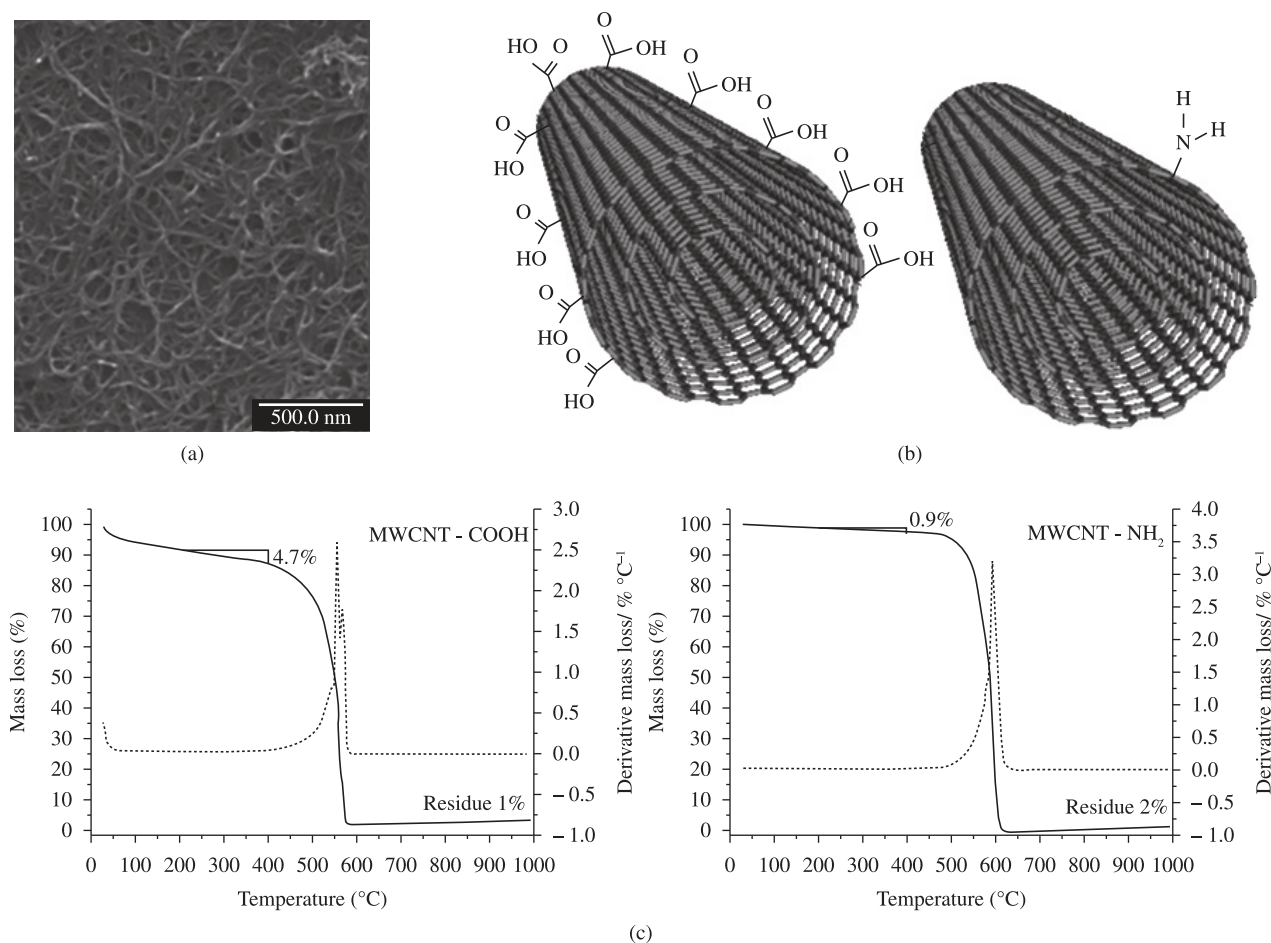 500.0 nm
(a)
O
HO
O
O
OH
O
OH
O
OH
O
OH
O
OH
O
HO
O
HO
O
HO
O
HO
H
H
N
(b)
MWCNT - COOH
4.7%
Residue 1%
Mass loss (%)
100
90
80
70
60
50
40
30
20
10
0
3.0
2.5
2.0
1.5
1.0
0.5
0.0
−0.5
−1.0
Derivative mass loss/ % °C⁻¹
0 100 200 300 400 500 600 700 800 900 1000
Temperature (°C)
MWCNT - NH₂
0.9%
Residue 2%
Mass loss (%)
100
90
80
70
60
50
40
30
20
10
0
4.0
3.5
3.0
2.5
2.0
1.5
1.0
0.5
0.0
−0.5
−1.0
Derivative mass loss/ % °C⁻¹
0 100 200 300 400 500 600 700 800 900 1000
Temperature (°C)
(c)